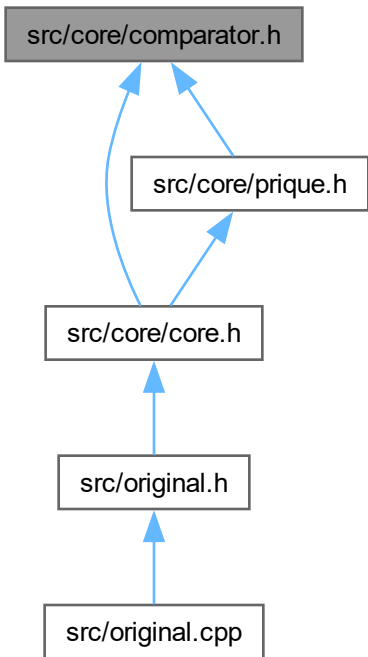 src/core/comparator.h
src/core/prique.h
src/core/core.h
src/original.h
src/original.cpp